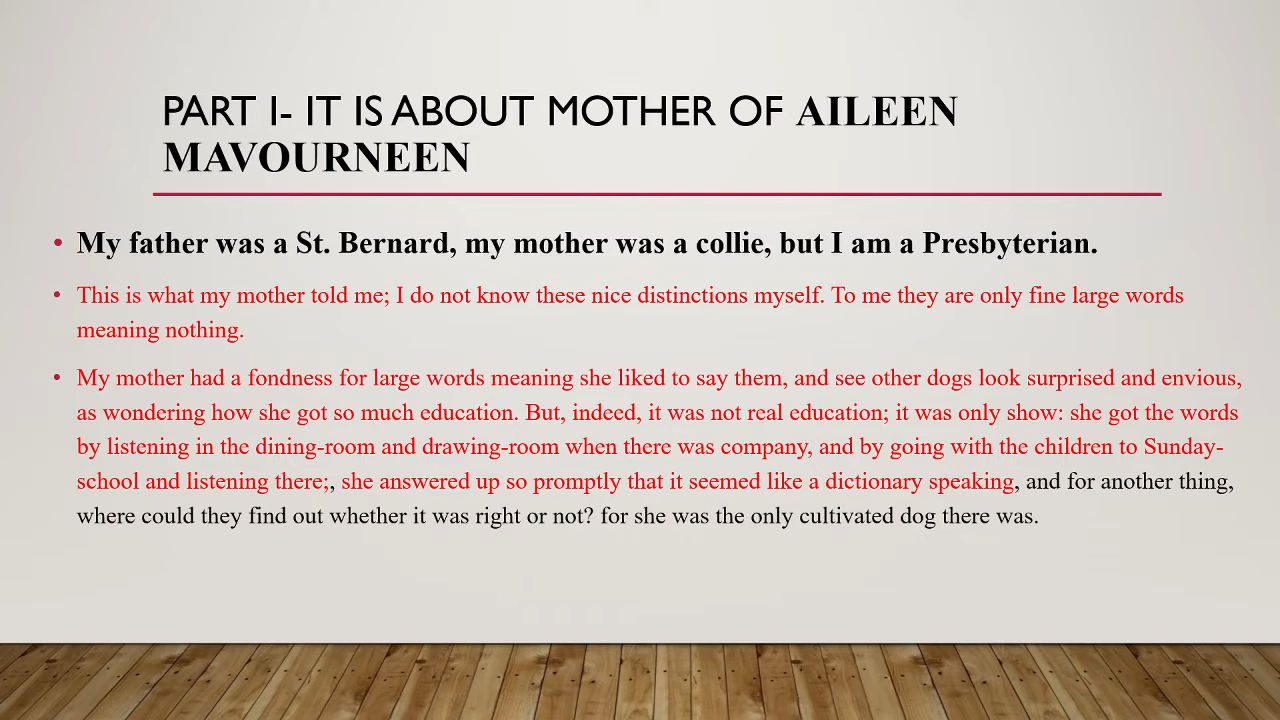 PART I- IT IS ABOUT MOTHER OF AILEEN
MAVOURNEEN
• My father was a St. Bernard, my mother was a collie, but I am a Presbyterian.
• This is what my mother told me; I do not know these nice distinctions myself. To me they are only fine large words
meaning nothing.
• My mother had a fondness for large words meaning she liked to say them, and see other dogs look surprised and envious,
as wondering how she got so much education. But, indeed, it was not real education; it was only show: she got the words
by listening in the dining-room and drawing-room when there was company, and by going with the children to Sunday-
school and listening there;, she answered up so promptly that it seemed like a dictionary speaking, and for another thing,
where could they find out whether it was right or not? for she was the only cultivated dog there was.